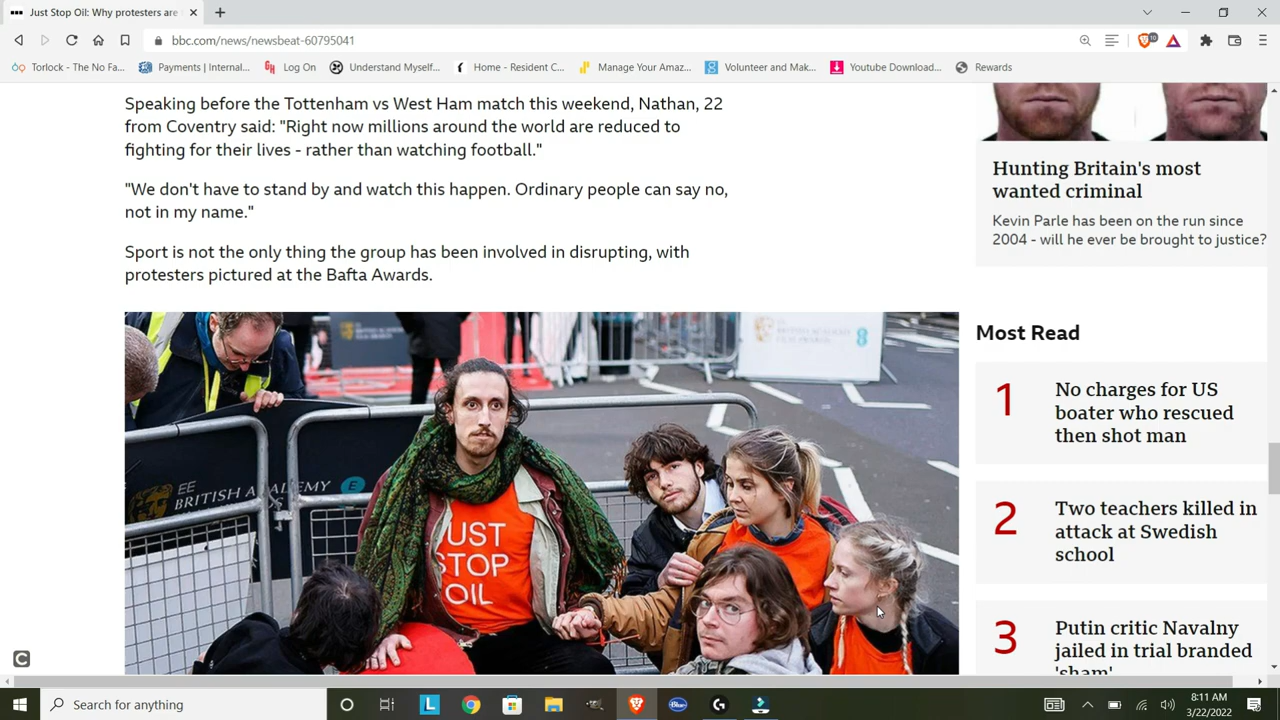 Just Stop Oil: Why protesters are
bbc.com/news/newsbeat-60795041
10
Torlock - The No Fa...
Payments | Internal...
Log On
Understand Myself...
Home - Resident C...
Manage Your Amaz...
Volunteer and Mak...
Youtube Download...
Rewards
Speaking before the Tottenham vs West Ham match this weekend, Nathan, 22
from Coventry said: "Right now millions around the world are reduced to
fighting for their lives - rather than watching football."
"We don't have to stand by and watch this happen. Ordinary people can say no,
not in my name."
Sport is not the only thing the group has been involved in disrupting, with
protesters pictured at the Bafta Awards.
EE
BRITISH ACADEMY
UST
STOP
OIL
Hunting Britain's most
wanted criminal
Kevin Parle has been on the run since
2004 - will he ever be brought to justice?
Most Read
1
No charges for US
boater who rescued
then shot man
2
Two teachers killed in
attack at Swedish
school
3
Putin critic Navalny
jailed in trial branded
'sham'
Search for anything
Blue
8:11 AM
3/22/2022